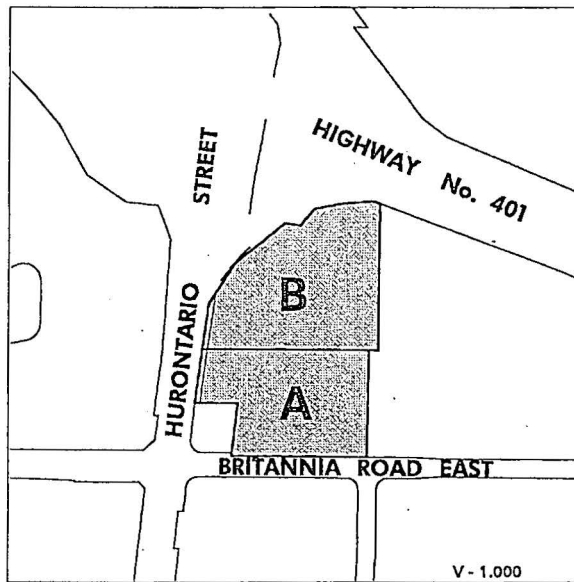 HIGHWAY No. 401
HURONTARIO STREET
B
A
BRITANNIA ROAD EAST
V - 1.000